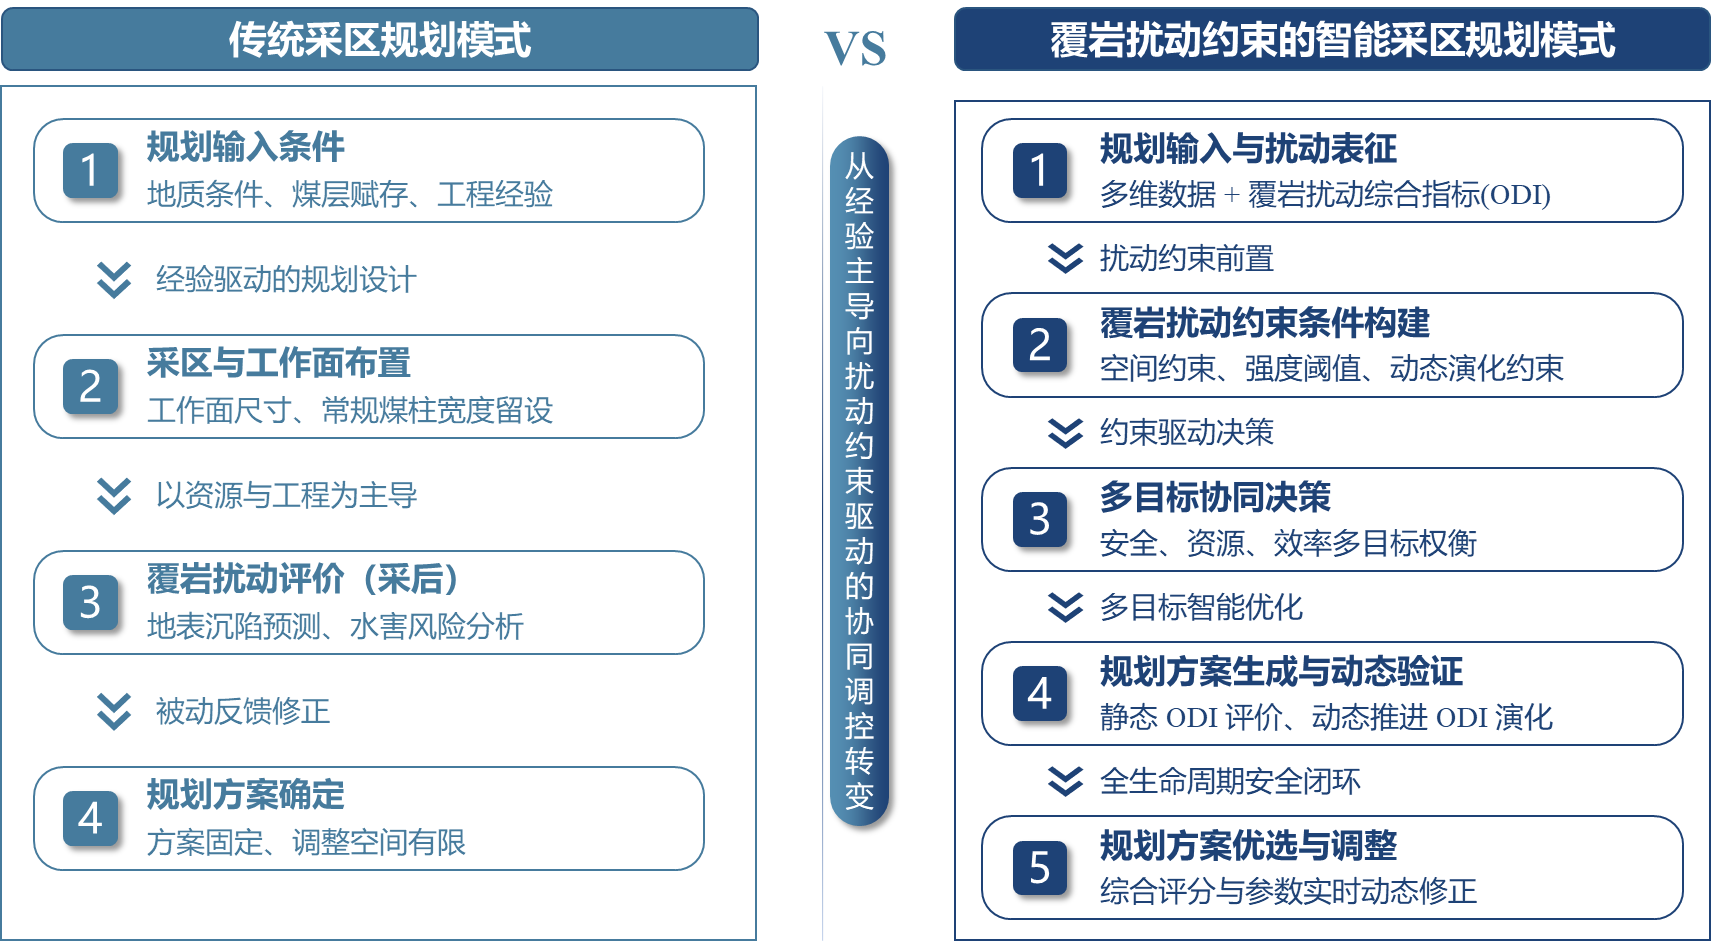 传统采区规划模式
1
规划输入条件
地质条件、煤层赋存、工程经验
经验驱动的规划设计
2
采区与工作面布置
工作面尺寸、常规煤柱宽度留设
以资源与工程为主导
3
覆岩扰动评价（采后）
地表沉陷预测、水害风险分析
被动反馈修正
4
规划方案确定
方案固定、调整空间有限
VS
从经验主导向扰动约束驱动的协同调控转变
覆岩扰动约束的智能采区规划模式
1
规划输入与扰动表征
多维数据 + 覆岩扰动综合指标(ODI)
扰动约束前置
2
覆岩扰动约束条件构建
空间约束、强度阈值、动态演化约束
约束驱动决策
3
多目标协同决策
安全、资源、效率多目标权衡
多目标智能优化
4
规划方案生成与动态验证
静态 ODI 评价、动态推进 ODI 演化
全生命周期安全闭环
5
规划方案优选与调整
综合评分与参数实时动态修正